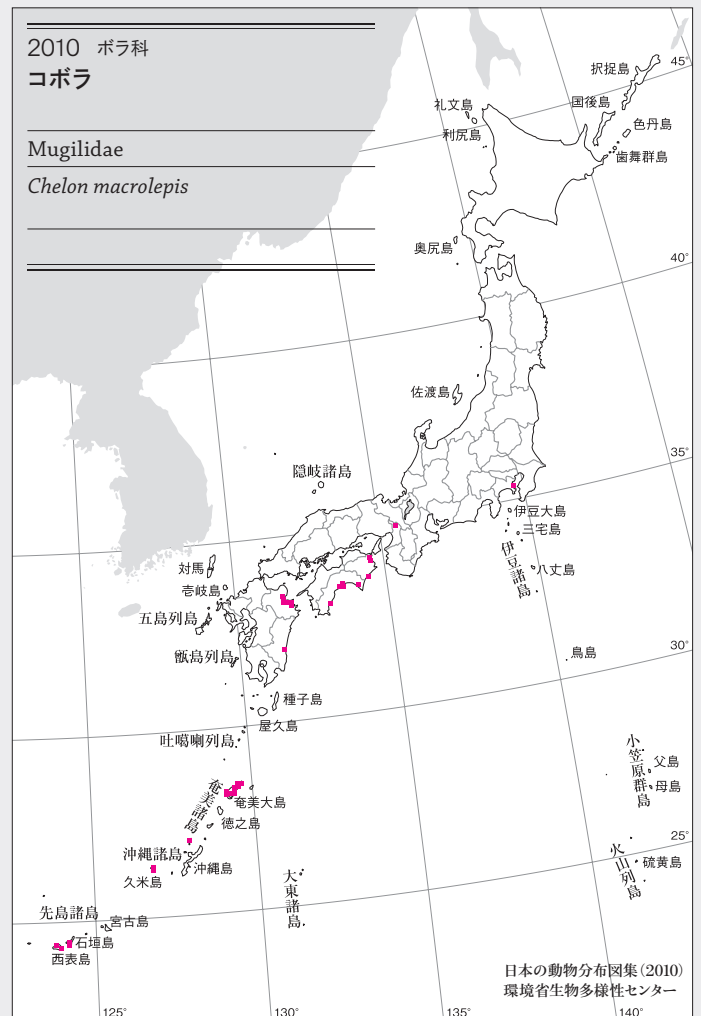 2010 ボラ科
コボラ
Mugilidae
Chelon macrolepis
択捉島
45°
国後島
礼文島
色丹島
利尻島
歯舞群島
奥尻島
40°
佐渡島
35°
隠岐諸島
伊豆大島
三宅島
伊豆諸島
八丈島
対馬
壱岐島
五島列島
甑島列島
鳥島
30°
種子島
屋久島
吐噶喇列島
小笠原群島
父島
母島
奄美諸島
奄美大島
徳之島
25°
沖縄諸島
沖縄島
久米島
火山列島
硫黄島
大東諸島
先島諸島
宮古島
石垣島
西表島
日本の動物分布図集(2010)
環境省生物多様性センター
125°
130°
135°
140°